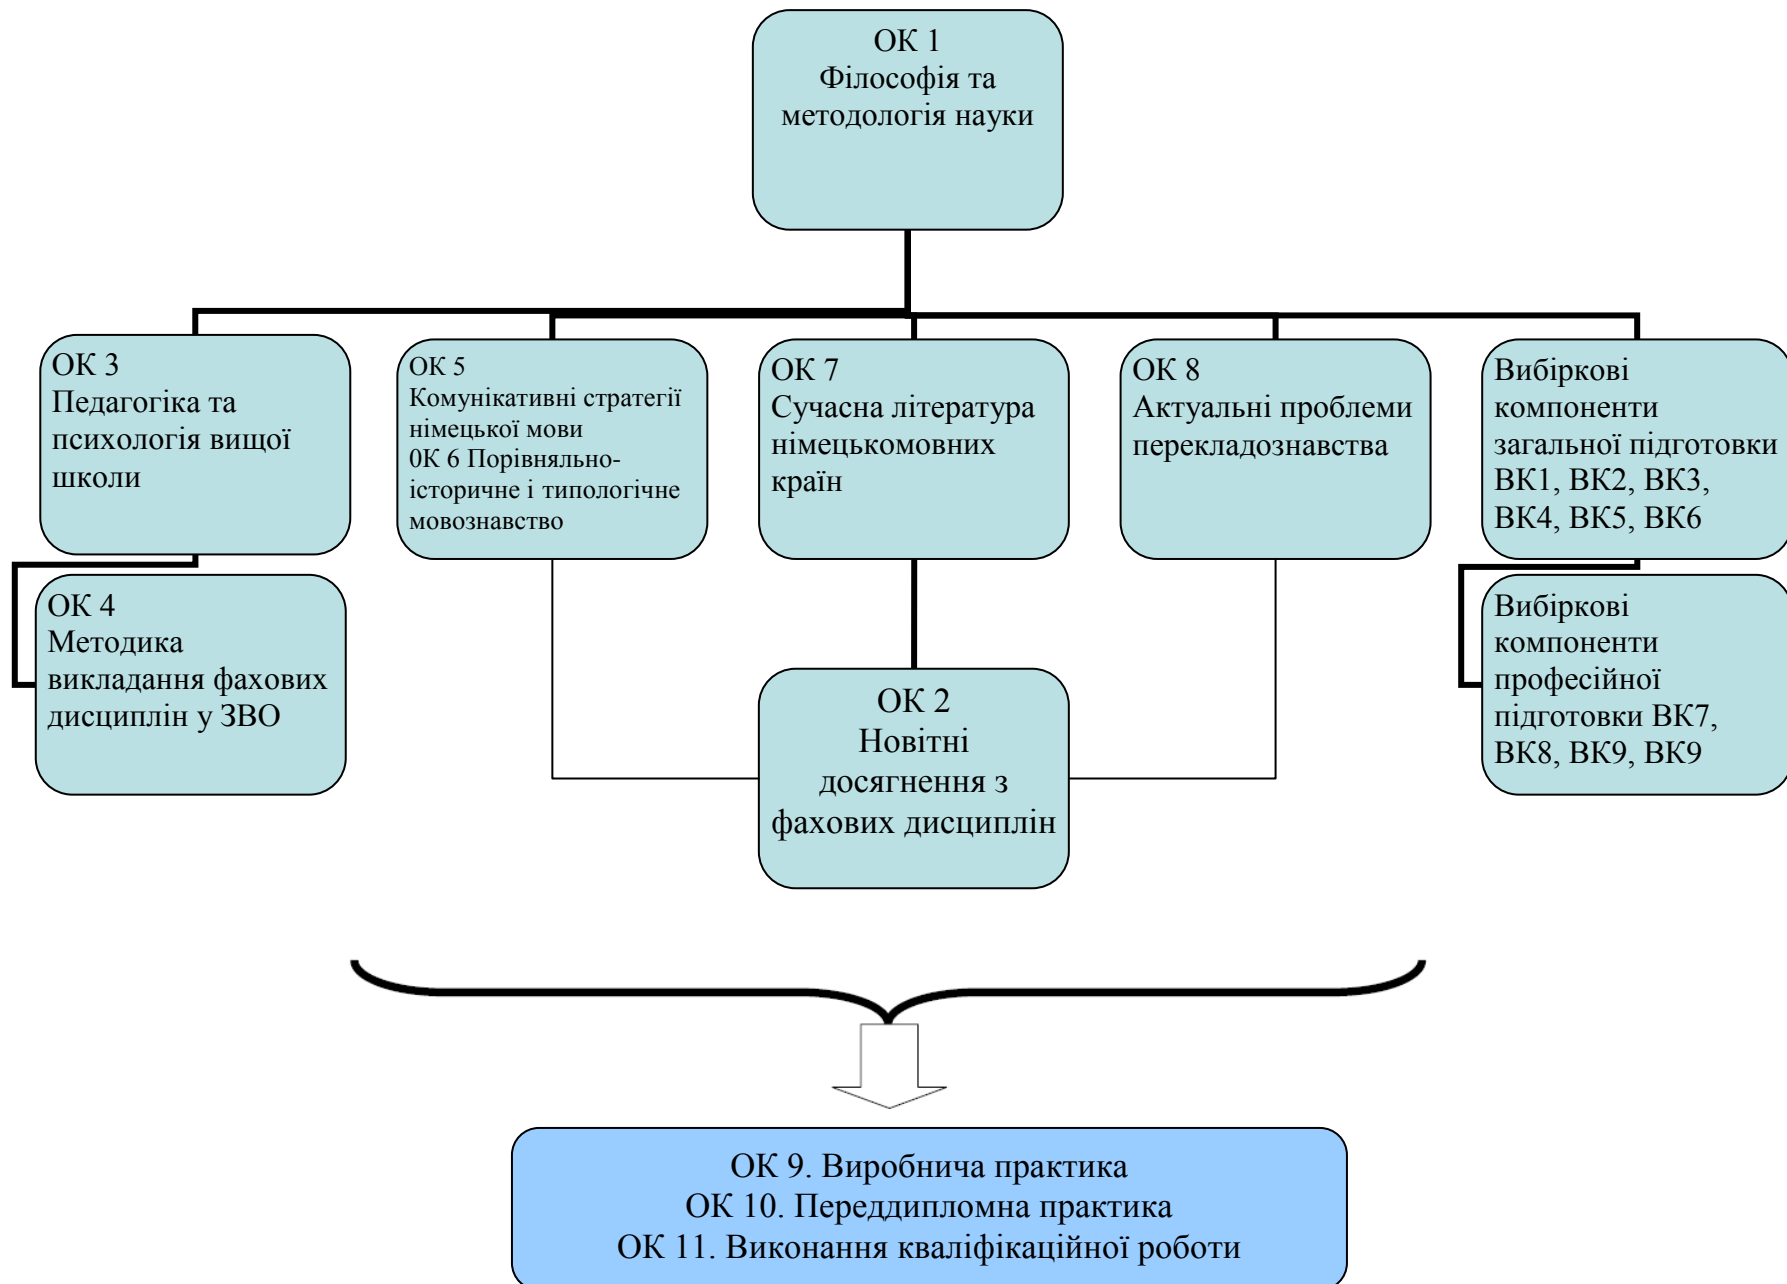 ОК 1
Філософія та
методологія науки
ОК 3
Педагогіка та
психологія вищої
школи
ОК 5
Комунікативні стратегії
німецької мови
0К 6 Порівняльно-
історичне і типологічне
мовознавство
ОК 7
Сучасна література
німецькомовних
країн
ОК 8
Актуальні проблеми
перекладознавства
Вибіркові
компоненти
загальної підготовки
ВК1, ВК2, ВК3,
ВК4, ВК5, ВК6
ОК 4
Методика
викладання фахових
дисциплін у ЗВО
ОК 2
Новітні
досягнення з
фахових дисциплін
Вибіркові
компоненти
професійної
підготовки ВК7,
ВК8, ВК9, ВК9
ОК 9. Виробнича практика
ОК 10. Переддипломна практика
ОК 11. Виконання кваліфікаційної роботи